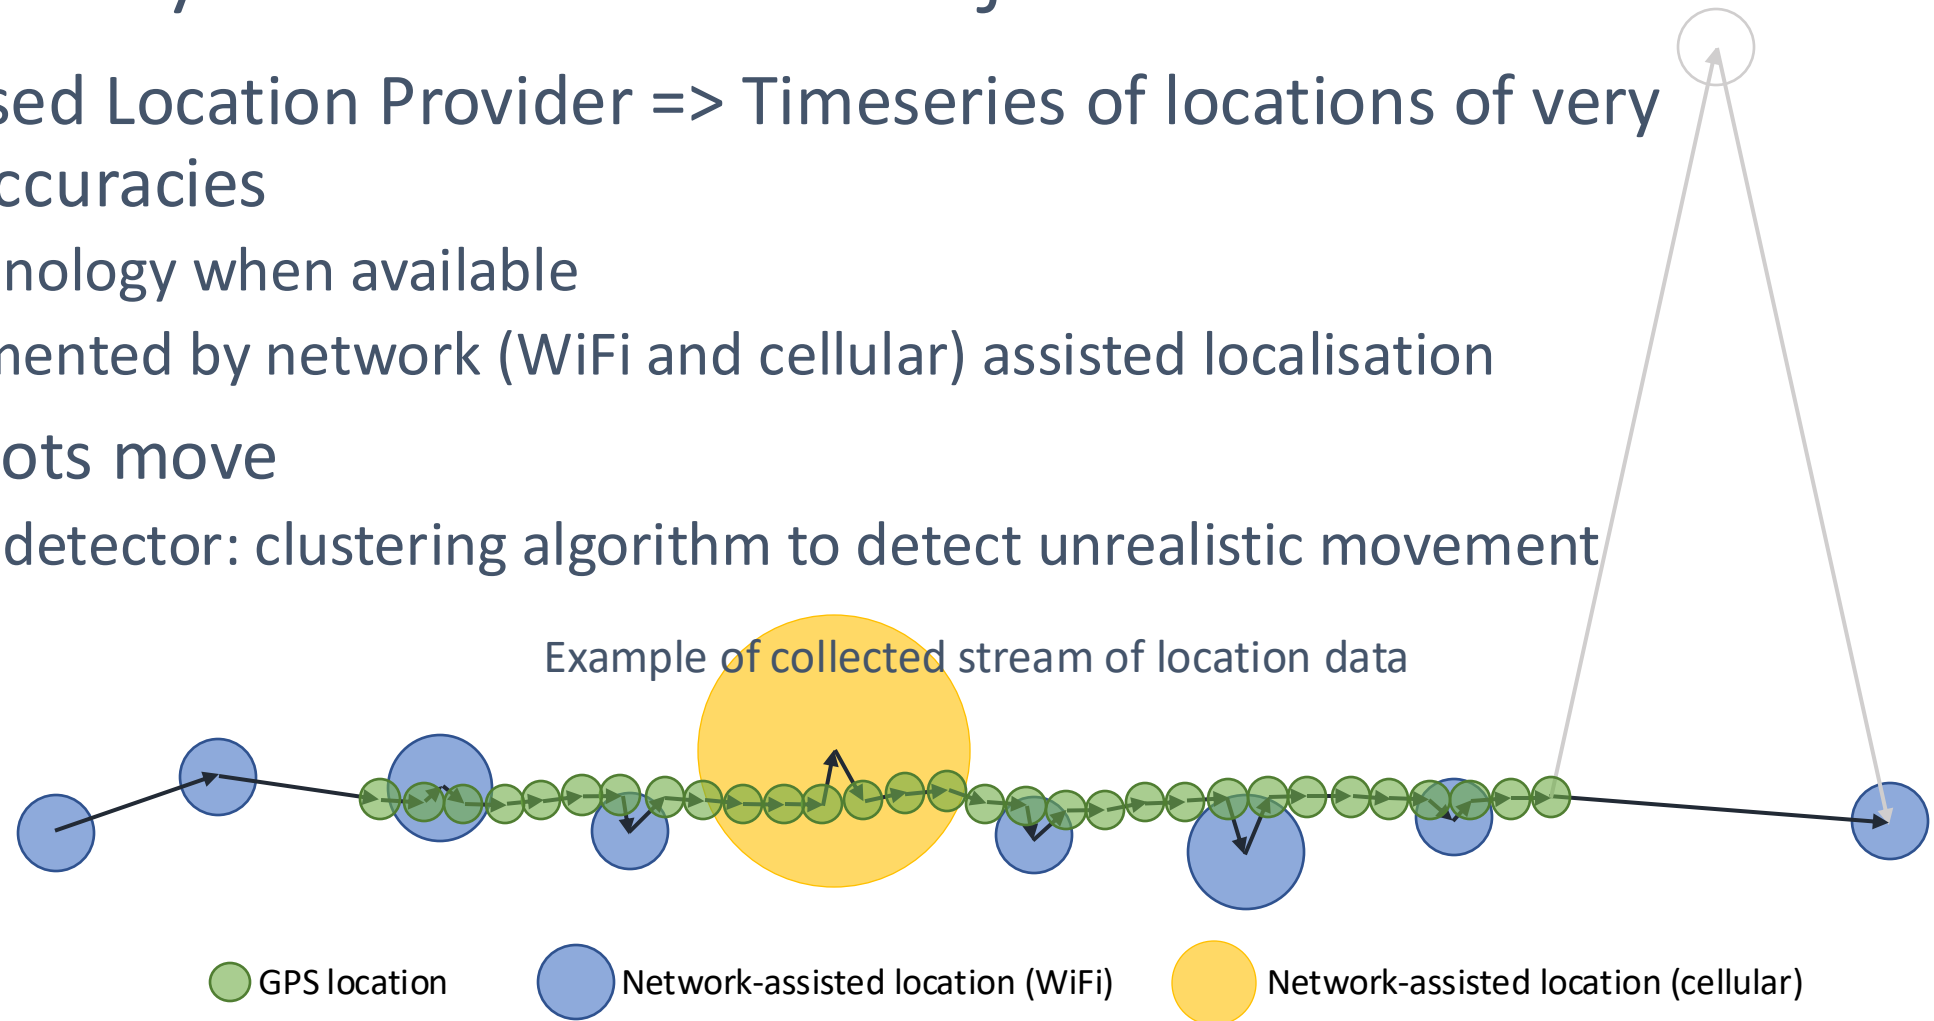 sed Location Provider => Timeseries of locations of very
ccuracies
nology when available
mented by network (WiFi and cellular) assisted localisation
ots move
detector: clustering algorithm to detect unrealistic movement
Example of collected stream of location data
GPS location
Network-assisted location (WiFi)
Network-assisted location (cellular)